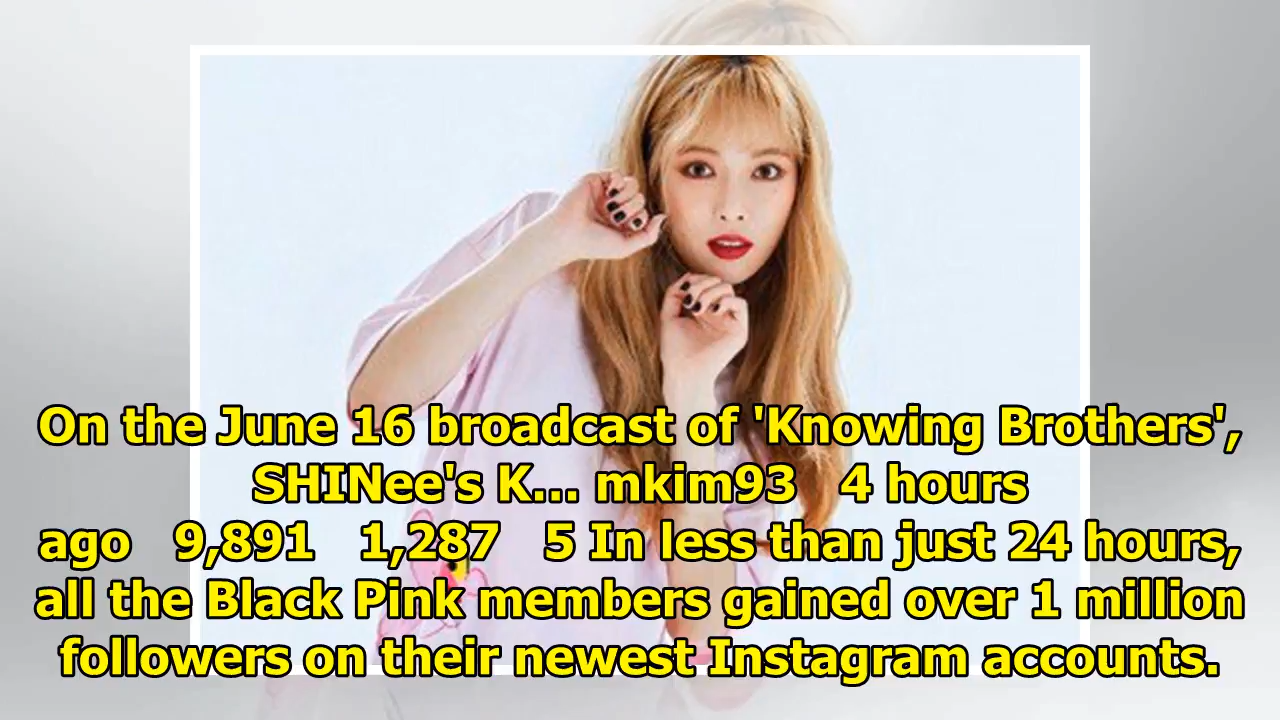 On the June 16 broadcast of 'Knowing Brothers',
SHINee's K... mkim93 4 hours
ago 9,891 1,287 5 In less than just 24 hours,
all the Black Pink members gained over 1 million
followers on their newest Instagram accounts.